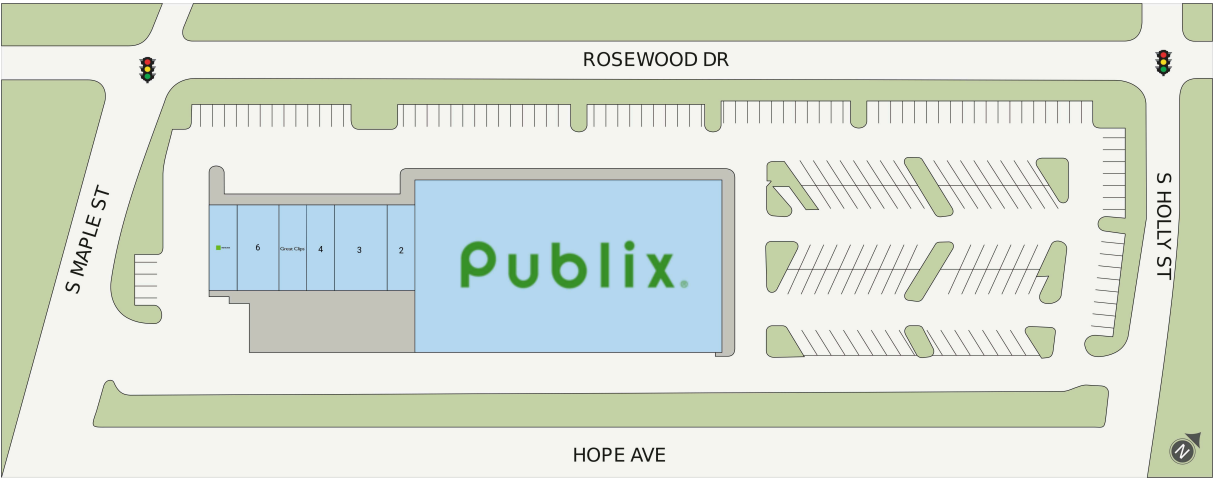 ROSEWOOD DR
S MAPLE ST
S HOLLY ST
6
Great Clips
4
3
2
Publix®
HOPE AVE
N